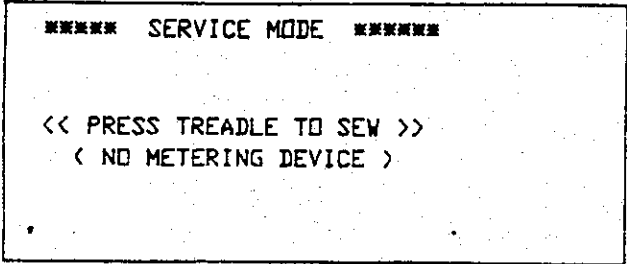 ***** SERVICE MODE ******
<< PRESS TREADLE TO SEW >>
( NO METERING DEVICE )